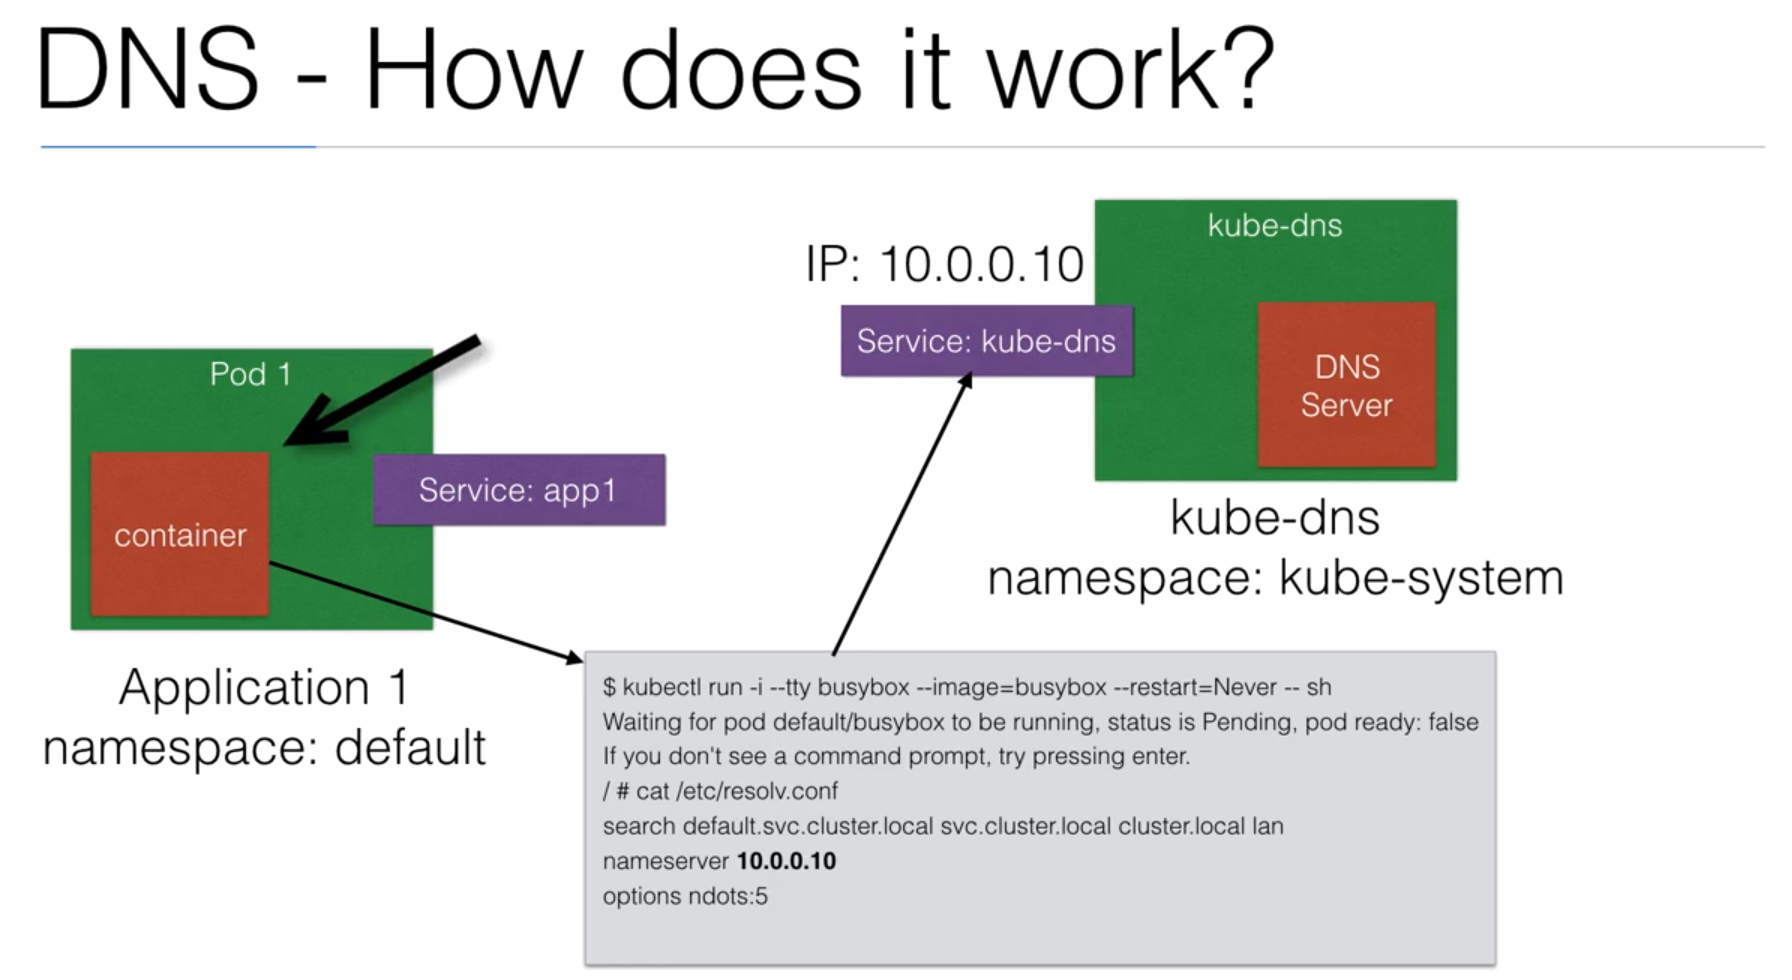 DNS - How does it work?
kube-dns
IP: 10.0.0.10
Service: kube-dns
DNS
Server
kube-dns
namespace: kube-system
Pod 1
container
Service: app1
Application 1
namespace: default
$ kubectl run -i --tty busybox --image=busybox --restart=Never -- sh
Waiting for pod default/busybox to be running, status is Pending, pod ready: false
If you don't see a command prompt, try pressing enter.
/ # cat /etc/resolv.conf
search default.svc.cluster.local svc.cluster.local cluster.local lan
nameserver 10.0.0.10
options ndots:5